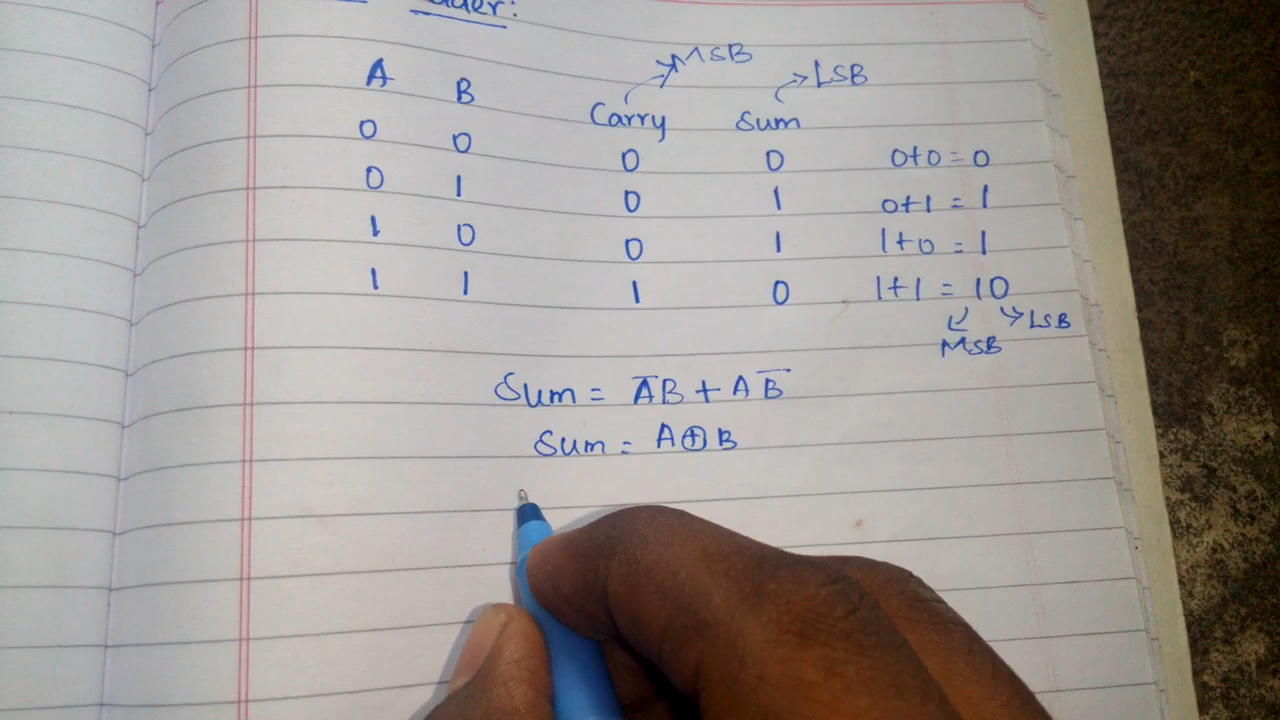 adder:
A B Carry → MSB Sum → LSB
0 0 0 0 0+0 = 0
0 1 0 1 0+1 = 1
1 0 0 1 1+0 = 1
1 1 1 0 1+1 = 10
MSB LSB
Sum = A̅B + AB̅
Sum = A⊕B